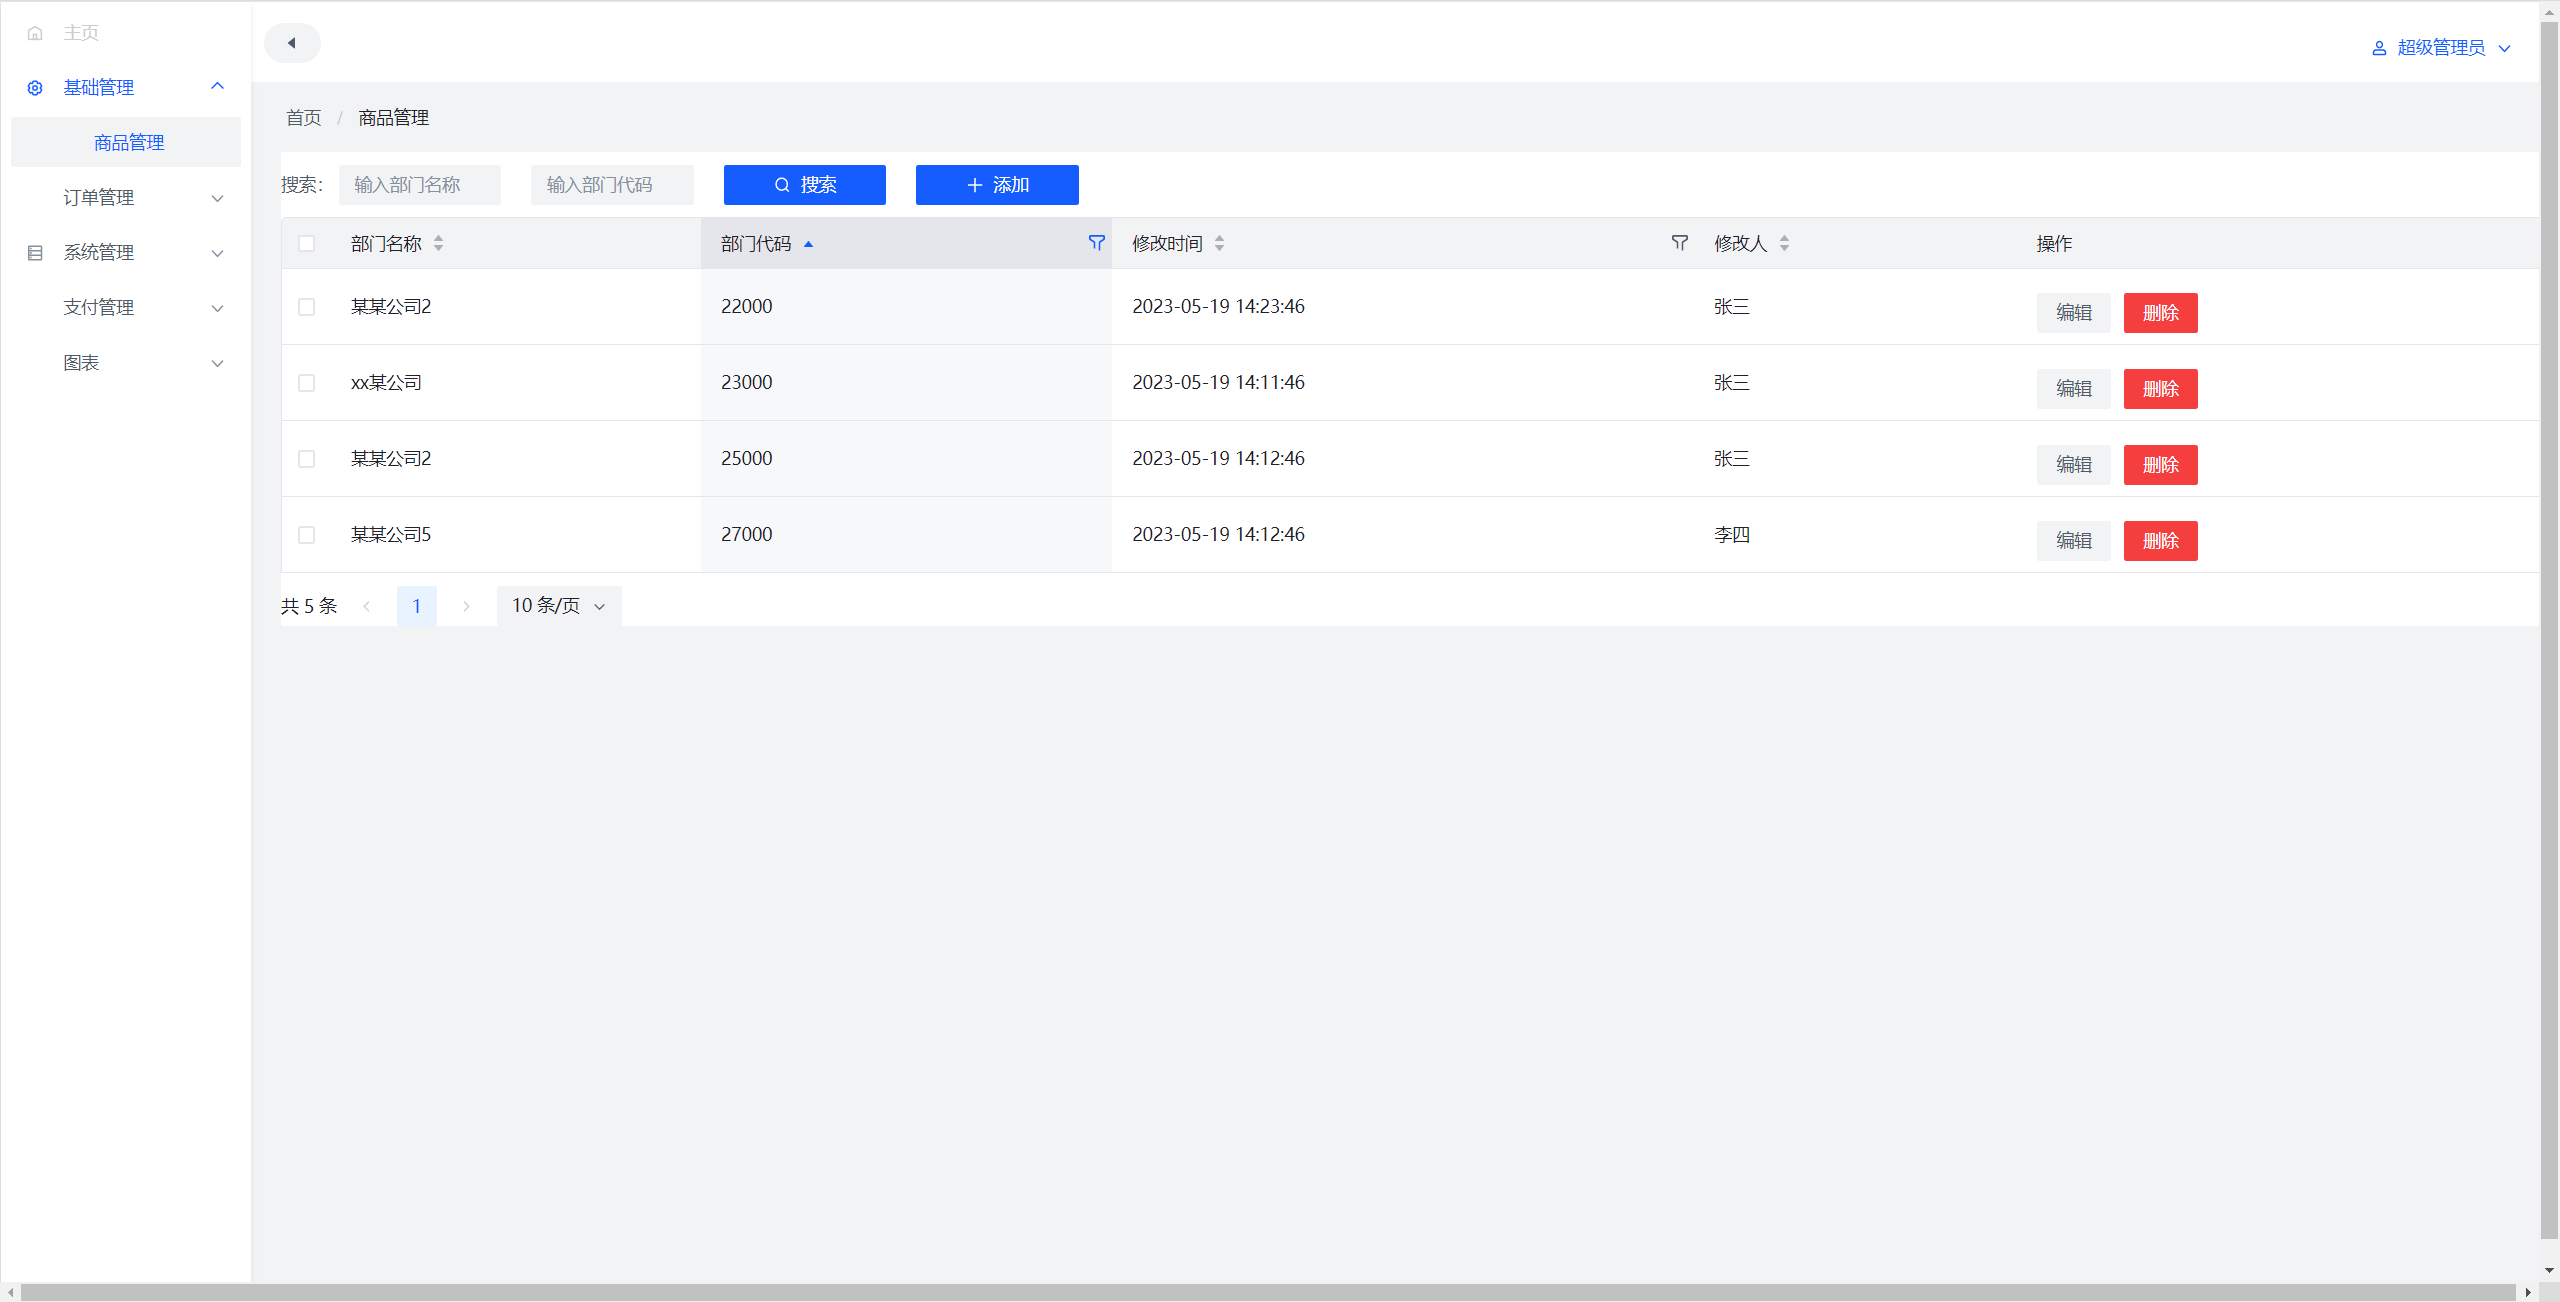 主页
基础管理
商品管理
订单管理
系统管理
支付管理
图表
超级管理员
首页 / 商品管理
搜索： 输入部门名称 输入部门代码 搜索 添加
部门名称 部门代码 修改时间 修改人 操作
某某公司2 22000 2023-05-19 14:23:46 张三 编辑 删除
xx某公司 23000 2023-05-19 14:11:46 张三 编辑 删除
某某公司2 25000 2023-05-19 14:12:46 张三 编辑 删除
某某公司5 27000 2023-05-19 14:12:46 李四 编辑 删除
共 5 条 1 10 条/页